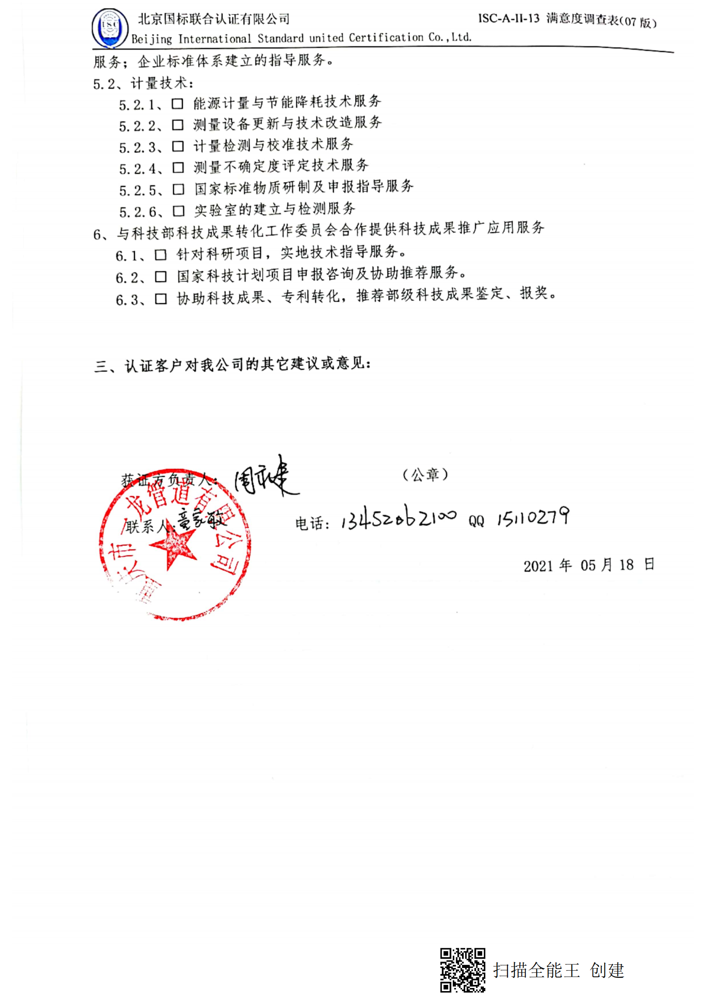 ISC
北京国标联合认证有限公司
ISC-A-II-13 满意度调查表(07 版)
Beijing International Standard united Certification Co.,Ltd.
服务；企业标准体系建立的指导服务。
5.2、计量技术：
5.2.1、□ 能源计量与节能降耗技术服务
5.2.2、□ 测量设备更新与技术改造服务
5.2.3、□ 计量检测与校准技术服务
5.2.4、□ 测量不确定度评定技术服务
5.2.5、□ 国家标准物质研制及申报指导服务
5.2.6、□ 实验室的建立与检测服务
6、与科技部科技成果转化工作委员会合作提供科技成果推广应用服务
6.1、□ 针对科研项目，实地技术指导服务。
6.2、□ 国家科技计划项目申报咨询及协助推荐服务。
6.3、□ 协助科技成果、专利转化，推荐部级科技成果鉴定、报奖。
三、认证客户对我公司的其它建议或意见：
获证方负责人： 周
（公章）
联系人：童家敏
电话：13452062100 QQ 15110279
龙管道有限公司
2021 年 05 月 18 日
扫描全能王 创建